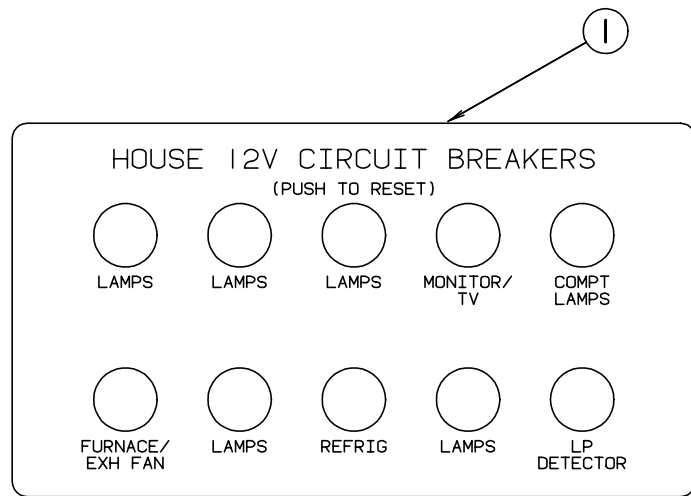 1
HOUSE 12V CIRCUIT BREAKERS
(PUSH TO RESET)
LAMPS LAMPS LAMPS MONITOR/ COMPT
TV LAMPS
FURNACE/ LAMPS REFRIG LAMPS LP
EXH FAN DETECTOR